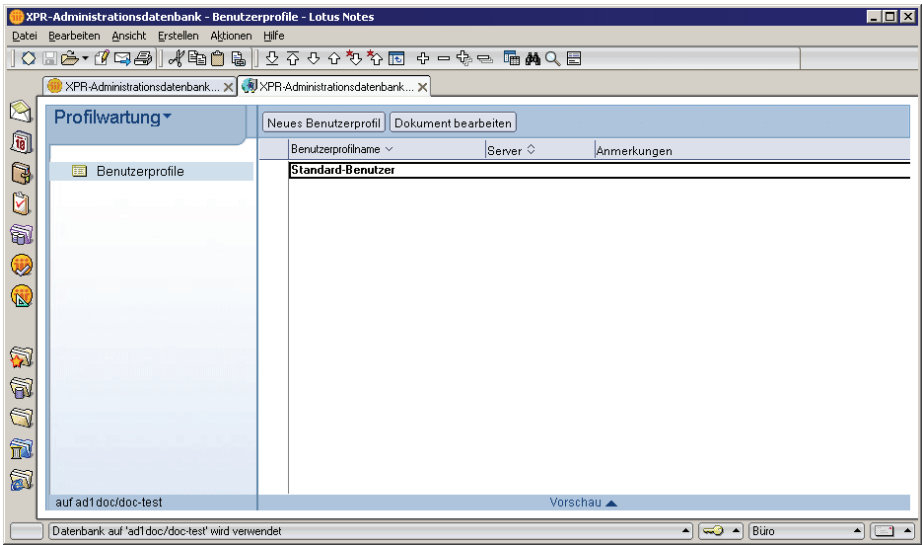 XPR-Administrationsdatenbank - Benutzerprofile - Lotus Notes
Datei Bearbeiten Ansicht Erstellen Aktionen Hilfe
XPR-Administrationsdatenbank... XPR-Administrationsdatenbank...
Profilwartung
Neues Benutzerprofil Dokument bearbeiten
Benutzerprofilname Server Anmerkungen
Benutzerprofile
Standard-Benutzer
auf ad1doc/doc-test Vorschau
Datenbank auf 'ad1doc/doc-test' wird verwendet Büro